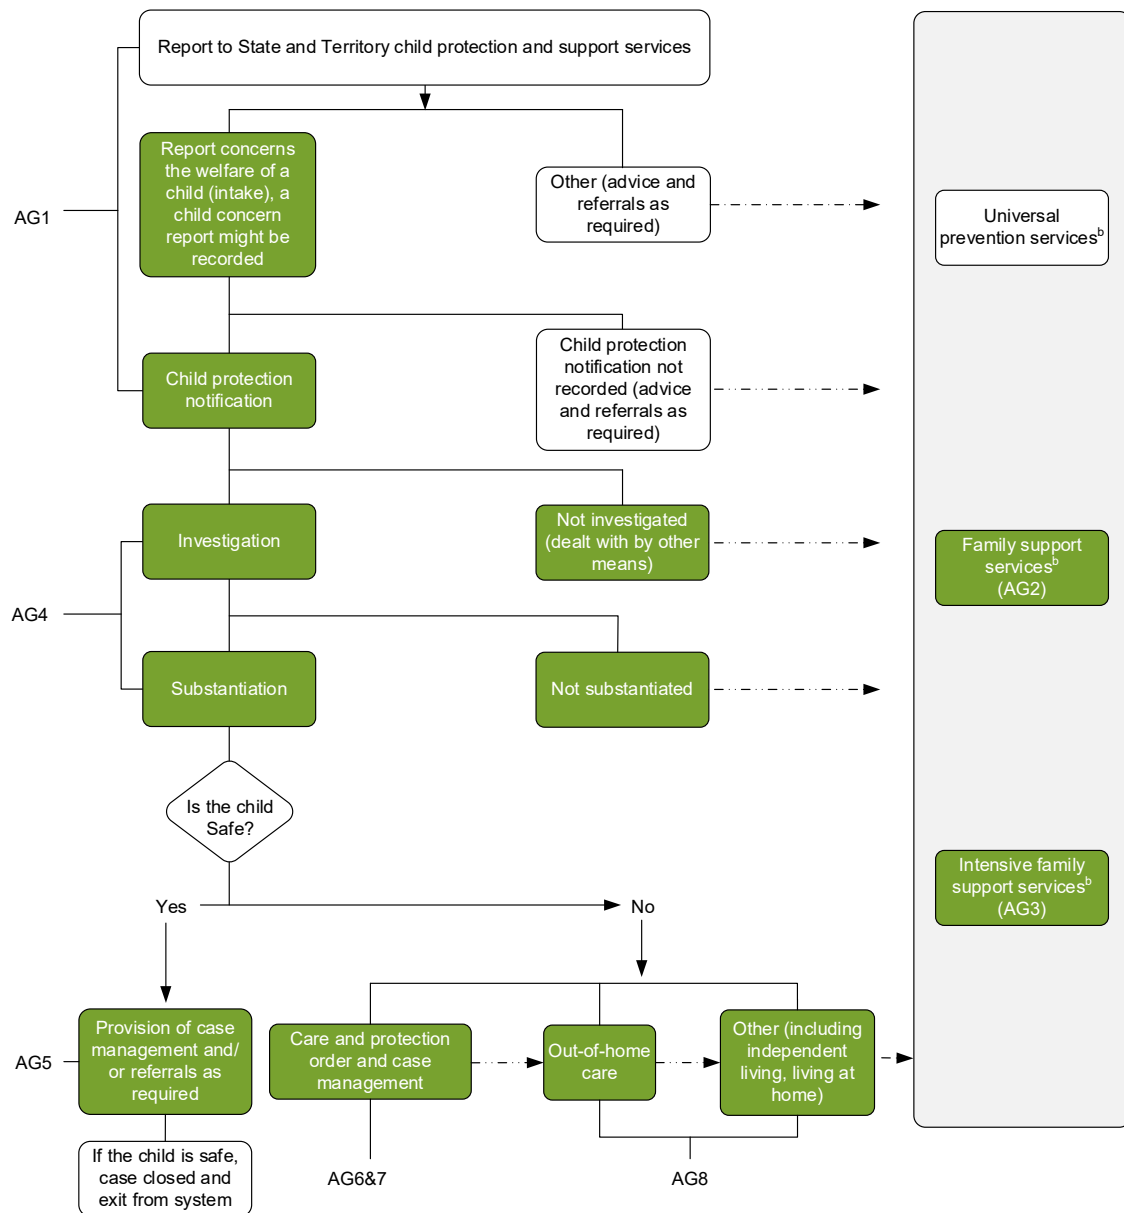 Report to State and Territory child protection and support services
Report concerns
the welfare of a
child (intake), a
child concern
report might be
recorded
Other (advice and
referrals as
required)
Universal
prevention servicesᵇ
AG1
Child protection
notification
Child protection
notification not
recorded (advice
and referrals as
required)
Investigation
Not investigated
(dealt with by other
means)
Family support
servicesᵇ
(AG2)
AG4
Substantiation
Not substantiated
Is the child
Safe?
Intensive family
support servicesᵇ
(AG3)
Yes
No
AG5
Provision of case
management and/
or referrals as
required
Care and protection
order and case
management
Out-of-home
care
Other (including
independent
living, living at
home)
If the child is safe,
case closed and
exit from system
AG6&7
AG8